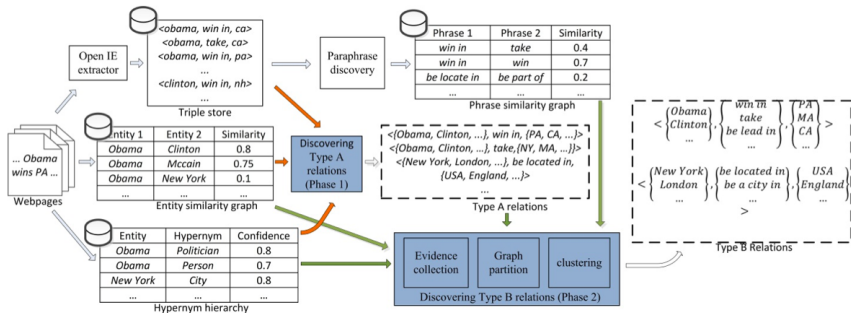 ... Obama
wins PA ...
Webpages
Open IE
extractor
<obama, win in, ca>
<obama, take, ca>
<obama, win in, pa>
...
<clinton, win in, nh>
...
Triple store
Paraphrase
discovery
Phrase 1 Phrase 2 Similarity
win in take 0.4
win in win 0.7
be locate in be part of 0.2
... ... ...
Phrase similarity graph
Entity 1 Entity 2 Similarity
Obama Clinton 0.8
Obama Mccain 0.75
Obama New York 0.1
... ... ...
Entity similarity graph
Discovering
Type A
relations
(Phase 1)
<{Obama, Clinton, ...}, win in, {PA, CA, ...}>
<{Obama, Clinton, ...}, take,{NY, MA, ...}}>
<{New York, London, ...}, be located in,
{USA, England, ...}>
...
Type A relations
Entity Hypernym Confidence
Obama Politician 0.8
Obama Person 0.7
New York City 0.8
... ... ...
Hypernym hierarchy
Evidence
collection
Graph
partition
clustering
Discovering Type B relations (Phase 2)
< {Obama Clinton ...} , {win in take be lead in ...} , {PA MA CA ...} >
< {New York London ...} , {be located in be a city in ...} , {USA England ...}
>
Type B Relations